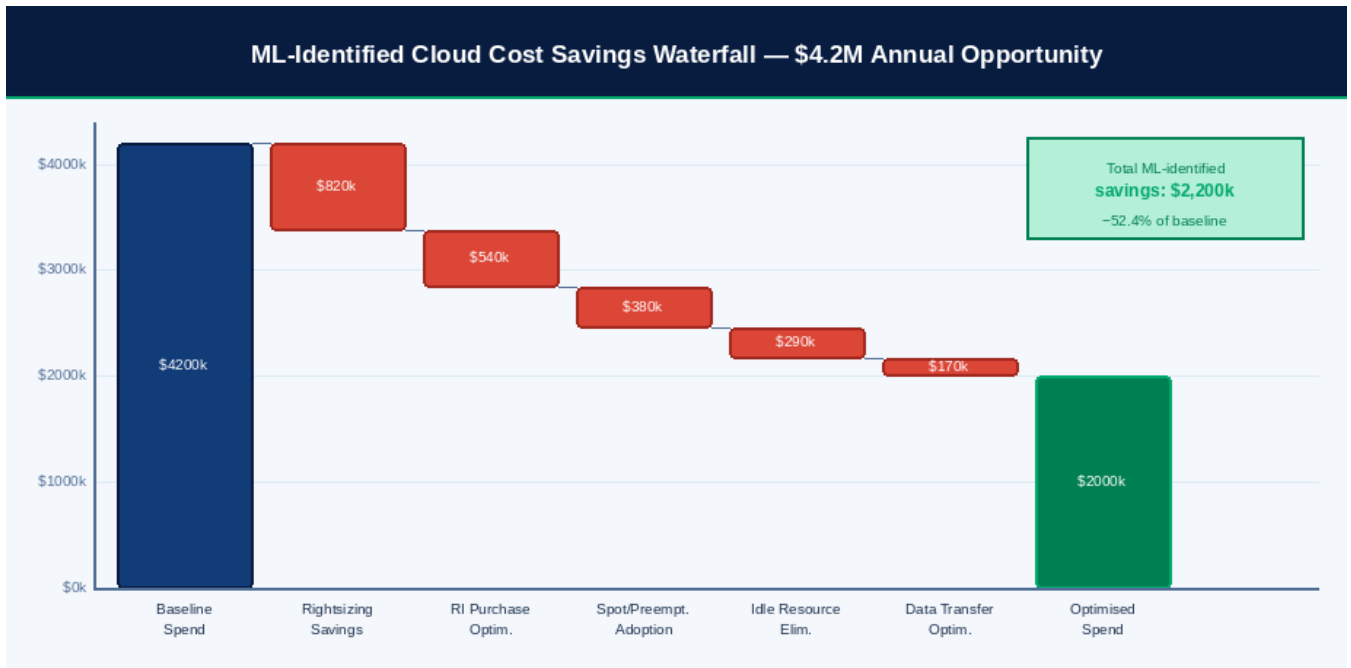 ML-Identified Cloud Cost Savings Waterfall — $4.2M Annual Opportunity
Total ML-identified
savings: $2,200k
−52.4% of baseline
$4000k
$3000k
$2000k
$1000k
$0k
$4200k
$820k
$540k
$380k
$290k
$170k
$2000k
Baseline
Spend
Rightsizing
Savings
RI Purchase
Optim.
Spot/Preempt.
Adoption
Idle Resource
Elim.
Data Transfer
Optim.
Optimised
Spend